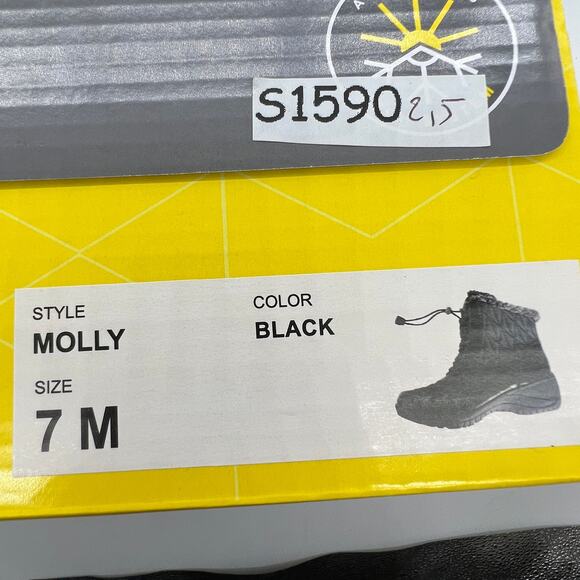 S1590 2,5
STYLE
MOLLY
COLOR
BLACK
SIZE
7 M